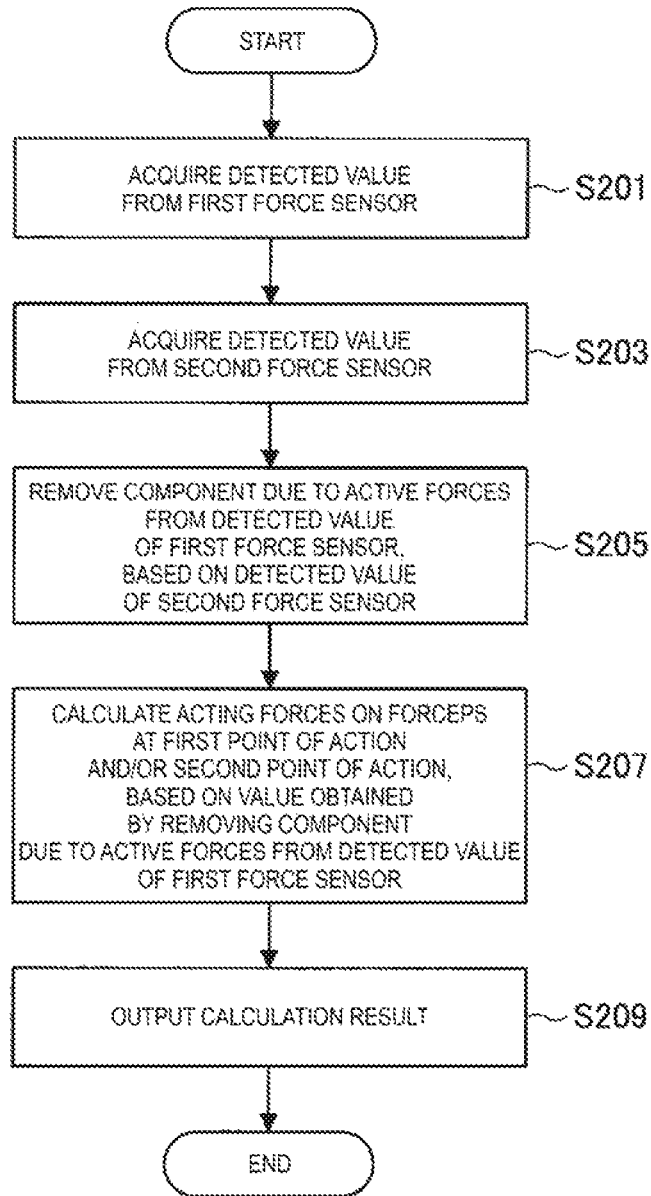 START
ACQUIRE DETECTED VALUE
FROM FIRST FORCE SENSOR
S201
ACQUIRE DETECTED VALUE
FROM SECOND FORCE SENSOR
S203
REMOVE COMPONENT DUE TO ACTIVE FORCES
FROM DETECTED VALUE
OF FIRST FORCE SENSOR,
BASED ON DETECTED VALUE
OF SECOND FORCE SENSOR
S205
CALCULATE ACTING FORCES ON FORCEPS
AT FIRST POINT OF ACTION
AND/OR SECOND POINT OF ACTION,
BASED ON VALUE OBTAINED
BY REMOVING COMPONENT
DUE TO ACTIVE FORCES FROM DETECTED VALUE
OF FIRST FORCE SENSOR
S207
OUTPUT CALCULATION RESULT
S209
END